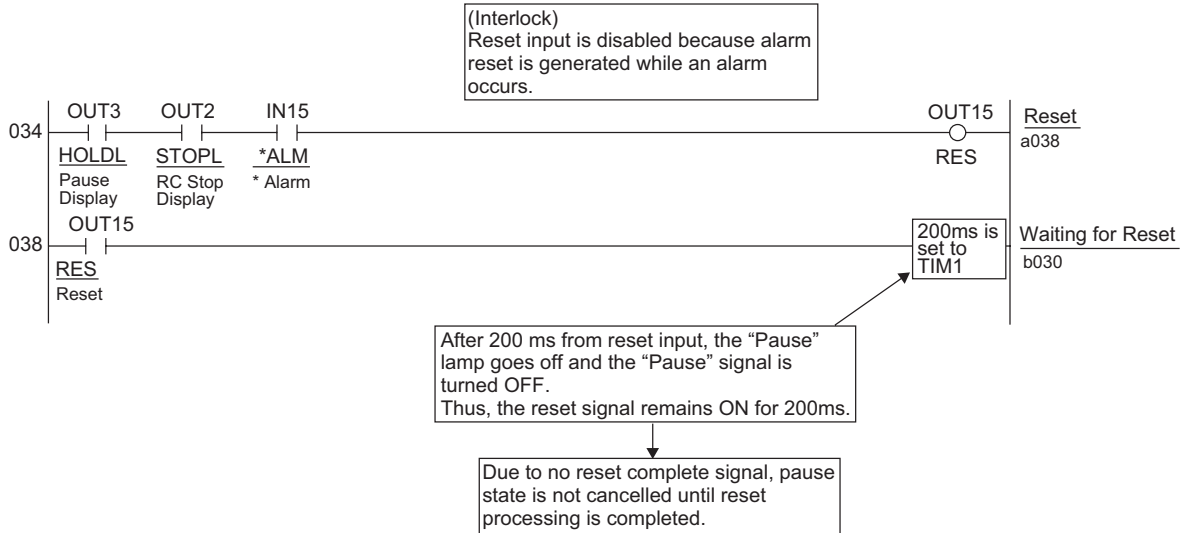 (Interlock)
Reset input is disabled because alarm
reset is generated while an alarm
occurs.
OUT3 OUT2 IN15 OUT15 Reset
034
a038
HOLDL STOPL *ALM RES
Pause RC Stop * Alarm
Display Display
OUT15
038
200ms is
set to
TIM1
Waiting for Reset
b030
RES
Reset
After 200 ms from reset input, the “Pause”
lamp goes off and the “Pause” signal is
turned OFF.
Thus, the reset signal remains ON for 200ms.
Due to no reset complete signal, pause
state is not cancelled until reset
processing is completed.